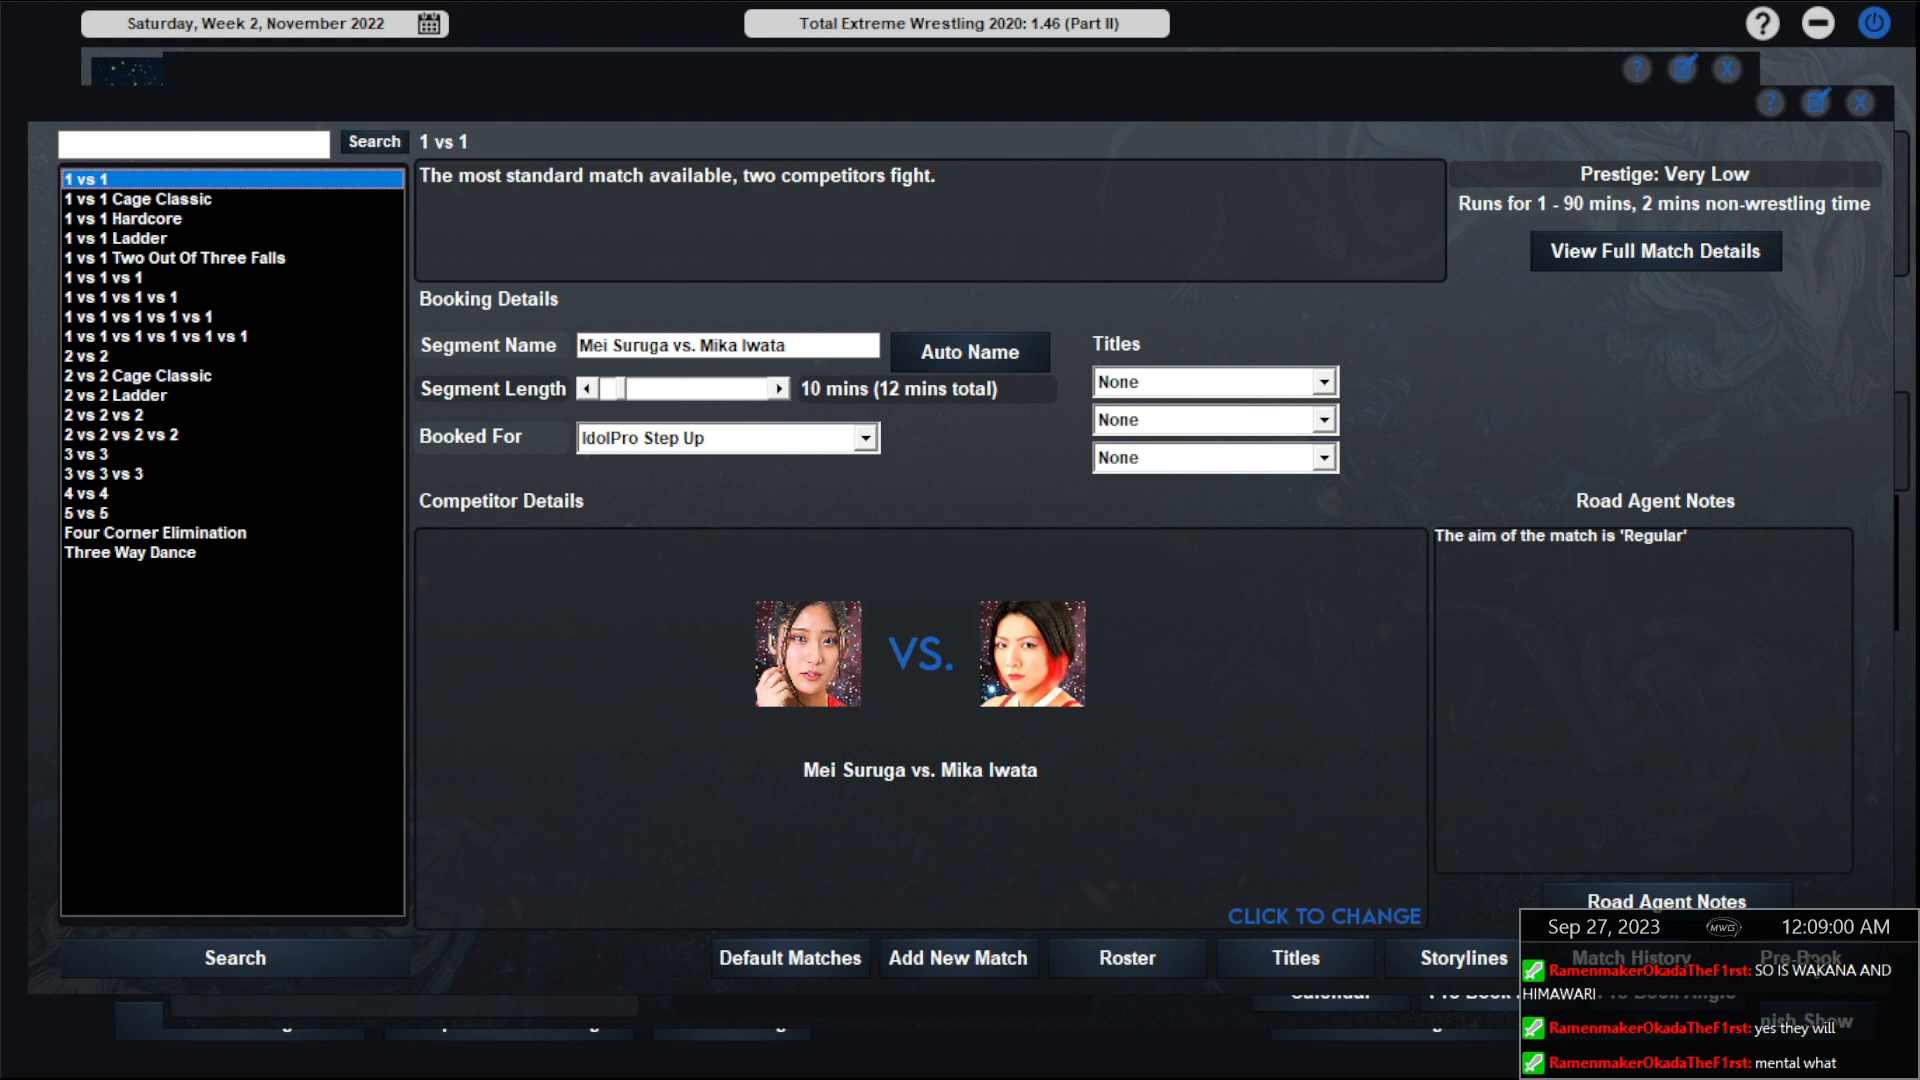 Saturday, Week 2, November 2022
Total Extreme Wrestling 2020: 1.46 (Part II)
Search
1 vs 1
1 vs 1
1 vs 1 Cage Classic
1 vs 1 Hardcore
1 vs 1 Ladder
1 vs 1 Two Out Of Three Falls
1 vs 1 vs 1
1 vs 1 vs 1 vs 1
1 vs 1 vs 1 vs 1 vs 1
1 vs 1 vs 1 vs 1 vs 1 vs 1
2 vs 2
2 vs 2 Cage Classic
2 vs 2 Ladder
2 vs 2 vs 2
2 vs 2 vs 2 vs 2
3 vs 3
3 vs 3 vs 3
4 vs 4
5 vs 5
Four Corner Elimination
Three Way Dance
Search
The most standard match available, two competitors fight.
Prestige: Very Low
Runs for 1 - 90 mins, 2 mins non-wrestling time
View Full Match Details
Booking Details
Segment Name
Mei Suruga vs. Mika Iwata
Auto Name
Segment Length
10 mins (12 mins total)
Booked For
IdolPro Step Up
Titles
None
None
None
Competitor Details
VS.
Mei Suruga vs. Mika Iwata
CLICK TO CHANGE
Road Agent Notes
The aim of the match is 'Regular'
Road Agent Notes
Default Matches
Add New Match
Roster
Titles
Storylines
Match History
Pre-Book
Sep 27, 2023
MWG
12:09:00 AM
RamenmakerOkadaTheF1rst: SO IS WAKANA AND
HIMAWARI
RamenmakerOkadaTheF1rst: yes they will
RamenmakerOkadaTheF1rst: mental what